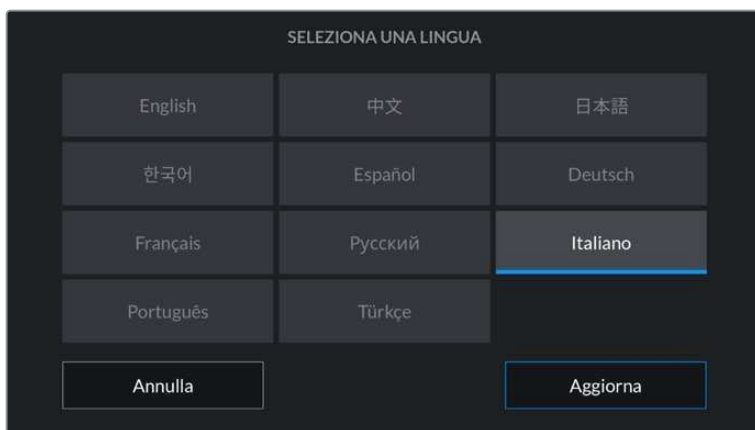 SELEZIONA UNA LINGUA
English 中文 日本語
한국어 Español Deutsch
Français Русский Italiano
Português Türkçe
Annulla Aggiorna